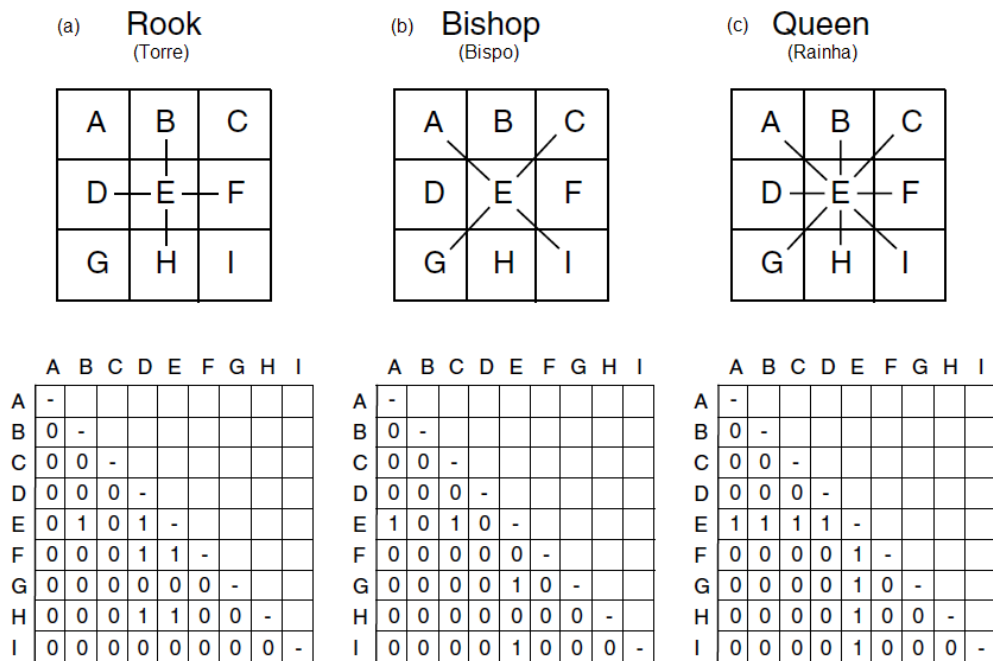 (a) Rook (b) Bishop (c) Queen
(Torre) (Bispo) (Rainha)
A B C A B C A B C
D E F D E F D E F
G H I G H I G H I
A B C D E F G H I A B C D E F G H I A B C D E F G H I
A - A - A -
B 0 - B 0 - B 0 -
C 0 0 - C 0 0 - C 0 0 -
D 0 0 0 - D 0 0 0 - D 0 0 0 -
E 0 1 0 1 - E 1 0 1 0 - E 1 1 1 1 -
F 0 0 0 1 1 - F 0 0 0 0 0 - F 0 0 0 0 1 -
G 0 0 0 0 0 0 - G 0 0 0 0 1 0 - G 0 0 0 0 1 0 -
H 0 0 0 1 1 0 0 - H 0 0 0 0 0 0 0 - H 0 0 0 0 1 0 0 -
I 0 0 0 0 0 0 0 0 - I 0 0 0 0 1 0 0 0 - I 0 0 0 0 1 0 0 0 -